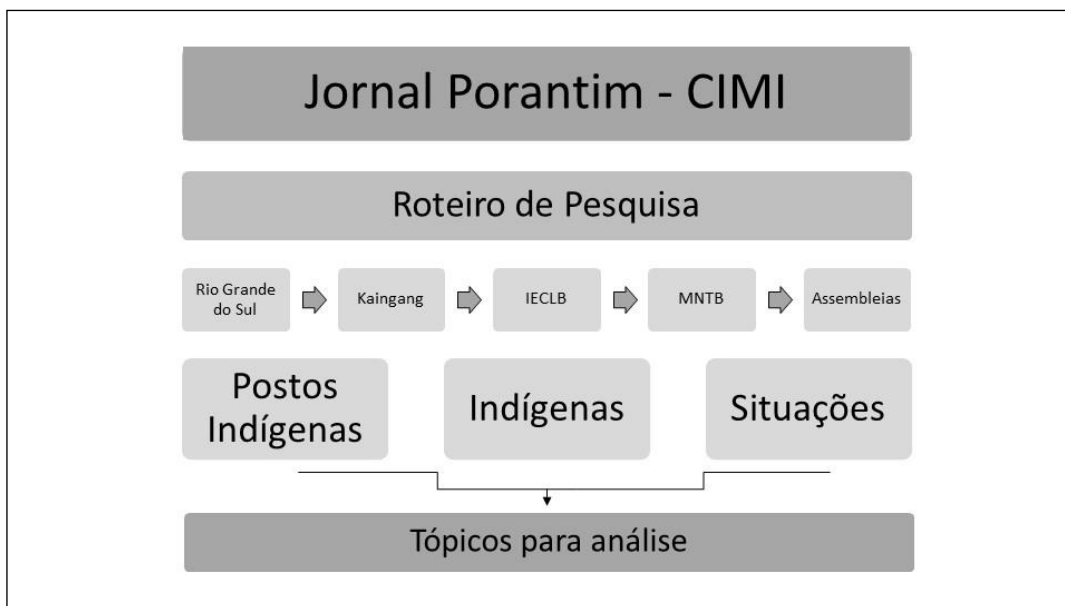 Jornal Porantim - CIMI
Roteiro de Pesquisa
Rio Grande
do Sul
Kaingang
IECLB
MNTB
Assembleias
Postos
Indígenas
Indígenas
Situações
Tópicos para análise